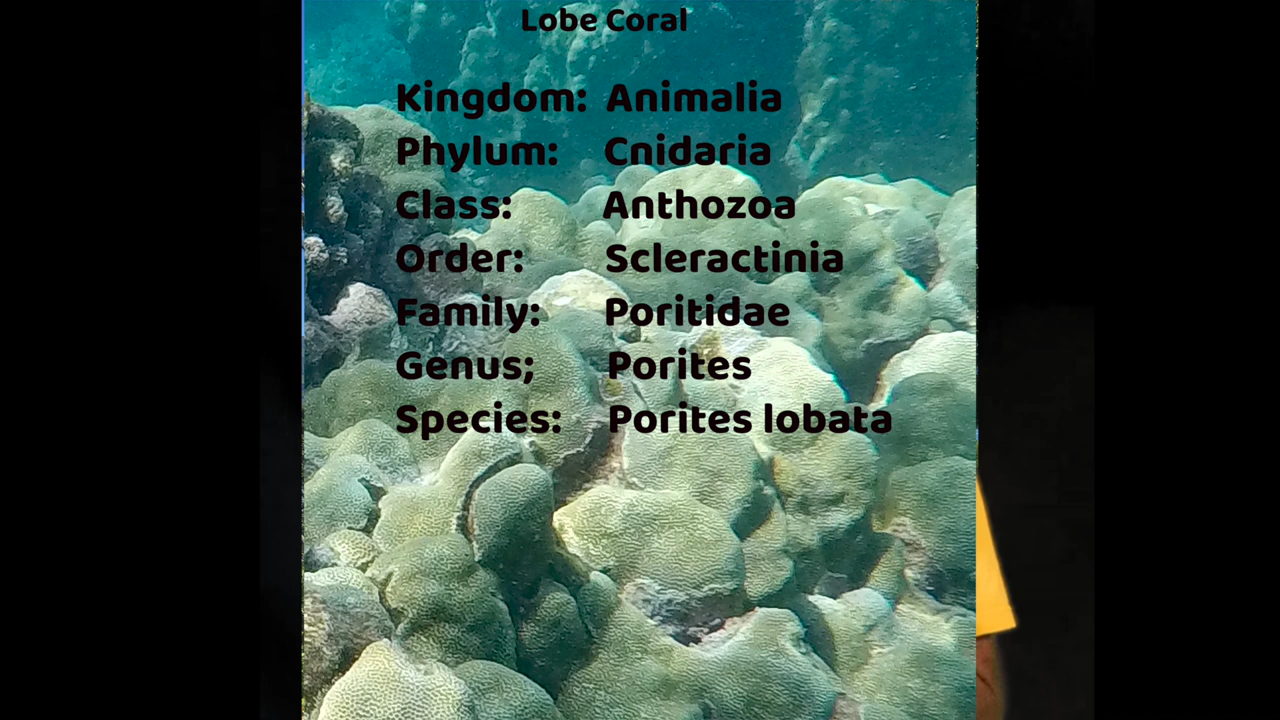 Lobe Coral
Kingdom: Animalia
Phylum: Cnidaria
Class: Anthozoa
Order: Scleractinia
Family: Poritidae
Genus; Porites
Species: Porites lobata